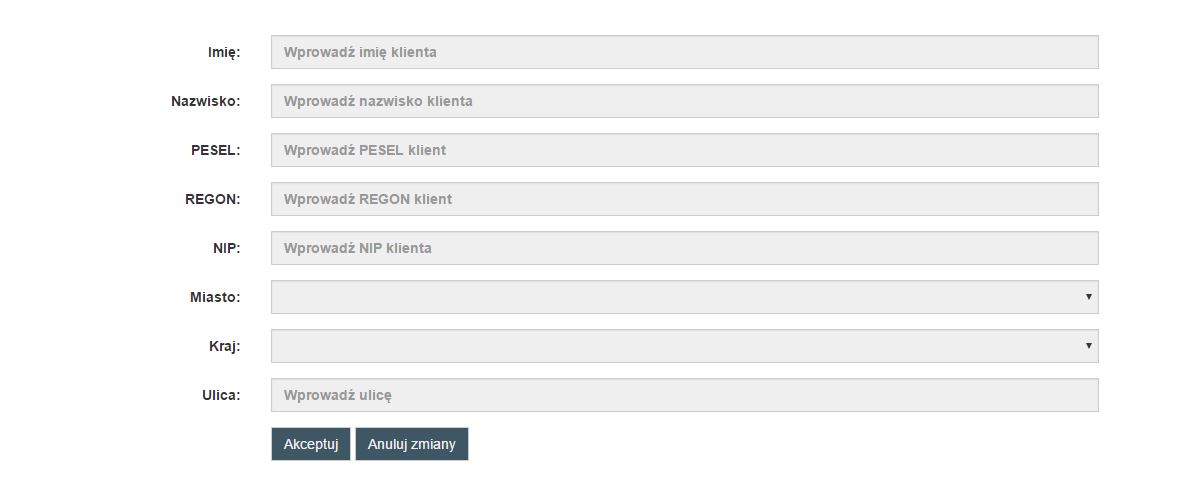 Imię: Wprowadź imię klienta
Nazwisko: Wprowadź nazwisko klienta
PESEL: Wprowadź PESEL klient
REGON: Wprowadź REGON klient
NIP: Wprowadź NIP klienta
Miasto:
Kraj:
Ulica: Wprowadź ulicę
Akceptuj Anuluj zmiany